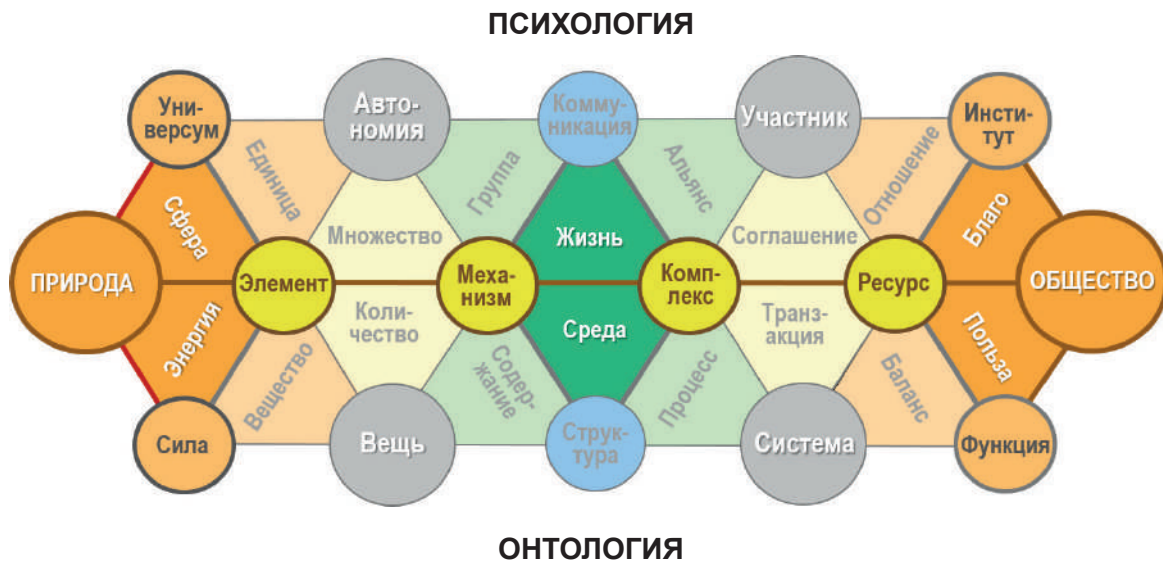 ПСИХОЛОГИЯ
Уни-
версум
Авто-
номия
Комму-
никация
Участник
Инсти-
тут
Единица
Группа
Альянс
Отношение
Сфера
Множество
Жизнь
Соглашение
Благо
ПРИРОДА
Элемент
Меха-
низм
Комп-
лекс
Ресурс
ОБЩЕСТВО
Энергия
Коли-
чество
Среда
Транз-
акция
Польза
Вещество
Содер-
жание
Процесс
Баланс
Сила
Вещь
Струк-
тура
Система
Функция
ОНТОЛОГИЯ